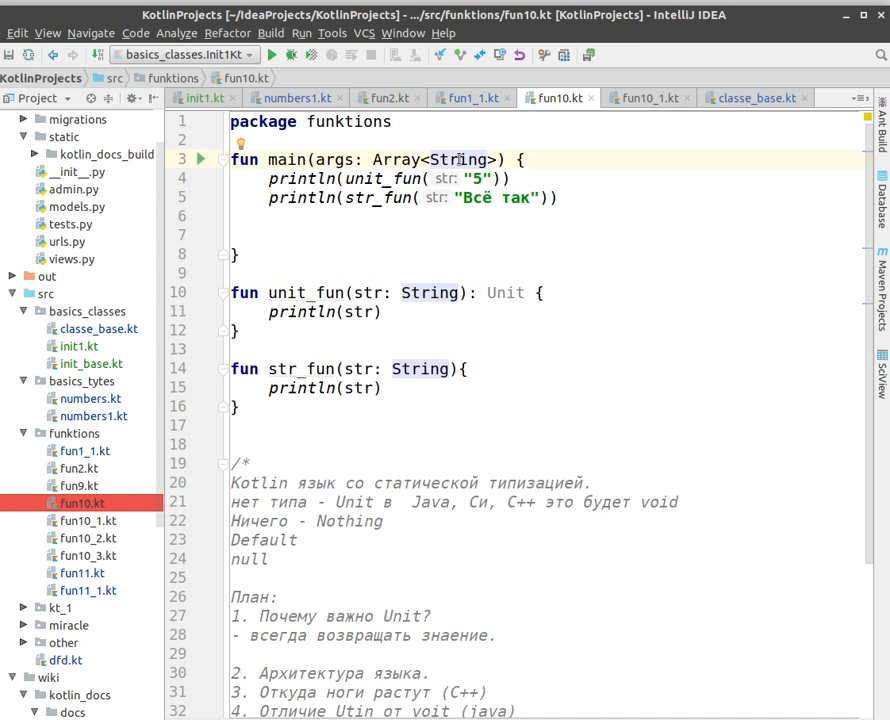 KotlinProjects [~/IdeaProjects/KotlinProjects] - .../src/funktions/fun10.kt [KotlinProjects] - IntelliJ IDEA
Edit View Navigate Code Analyze Refactor Build Run Tools VCS Window Help
basics_classes.Init1Kt
KotlinProjects src funktions fun10.kt
Project
init1.kt numbers1.kt fun2.kt fun1_1.kt fun10.kt fun10_1.kt classe_base.kt
migrations
static
kotlin_docs_build
__init__.py
admin.py
models.py
tests.py
urls.py
views.py
out
src
basics_classes
classe_base.kt
init1.kt
init_base.kt
basics_tytes
numbers.kt
numbers1.kt
funktions
fun1_1.kt
fun2.kt
fun9.kt
fun10.kt
fun10_1.kt
fun10_2.kt
fun10_3.kt
fun11.kt
fun11_1.kt
kt_1
miracle
other
dfd.kt
wiki
kotlin_docs
docs
1 package funktions
2
3 fun main(args: Array<String>) {
4 println(unit_fun( str: "5"))
5 println(str_fun( str: "Всё так"))
6
7
8 }
9
10 fun unit_fun(str: String): Unit {
11 println(str)
12 }
13
14 fun str_fun(str: String){
15 println(str)
16 }
17
18
19 /*
20 Kotlin язык со статической типизацией.
21 нет типа - Unit в Java, Си, С++ это будет void
22 Ничего - Nothing
23 Default
24 null
25
26 План:
27 1. Почему важно Unit?
28 - всегда возвращать знаение.
29
30 2. Архитектура языка.
31 3. Откуда ноги растут (С++)
32 4. Отличие Utin от voit (java)
Ant Build
Database
Maven Projects
SciView